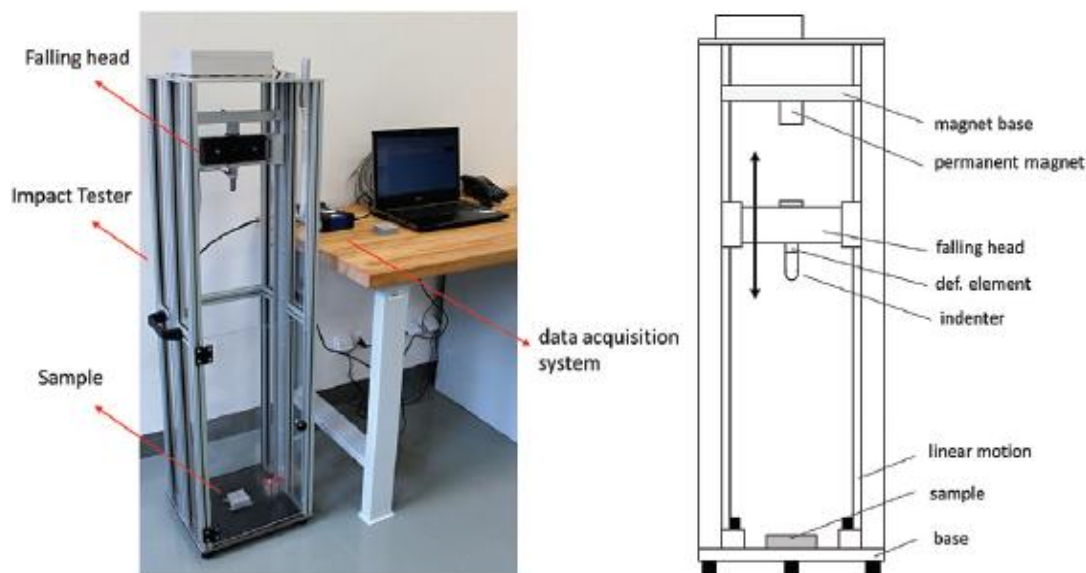 Falling head
Impact Tester
Sample
data acquisition
system
magnet base
permanent magnet
falling head
def. element
indenter
linear motion
sample
base